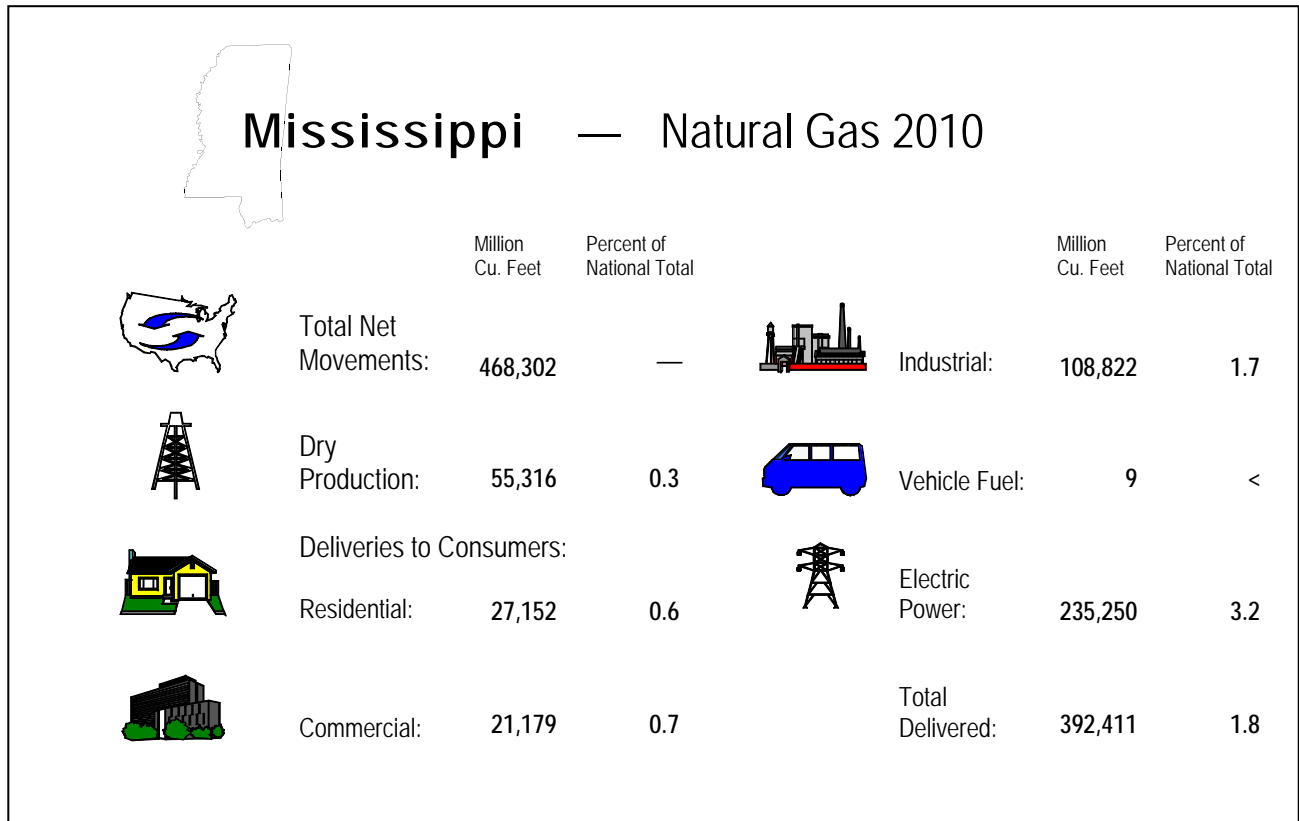 Mississippi — Natural Gas 2010
Million
Cu. Feet
Percent of
National Total
Total Net
Movements: 468,302 —
Dry
Production: 55,316 0.3
Deliveries to Consumers:
Residential: 27,152 0.6
Commercial: 21,179 0.7
Million
Cu. Feet
Percent of
National Total
Industrial: 108,822 1.7
Vehicle Fuel: 9 <
Electric
Power: 235,250 3.2
Total
Delivered: 392,411 1.8